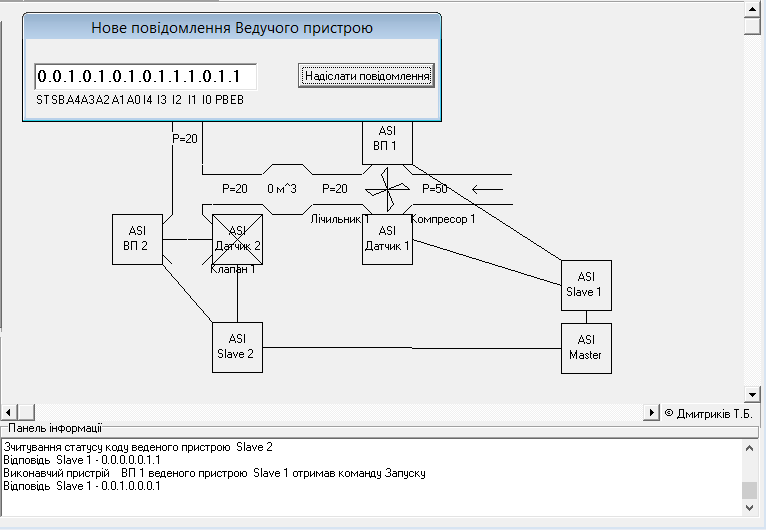 Нове повідомлення Ведучого пристрою
0.0.1.0.1.0.1.0.1.1.1.0.1.1
Надіслати повідомлення
ST SB A4 A3 A2 A1 A0 I4 I3 I2 I1 I0 PB EB
P=20
ASI
ВП 1
P=20
0 м^3
P=20
P=50
Лічильник 1
Компресор 1
ASI
ВП 2
ASI
Датчик 2
ASI
Датчик 1
Клапан 1
ASI
Slave 1
ASI
Slave 2
ASI
Master
© Дмитриків Т.Б.
Панель інформації
Зчитування статусу коду веденого пристрою Slave 2
Відповідь Slave 1 - 0.0.0.0.0.1.1
Виконавчий пристрій ВП 1 веденого пристрою Slave 1 отримав команду Запуску
Відповідь Slave 1 - 0.0.1.0.0.0.1